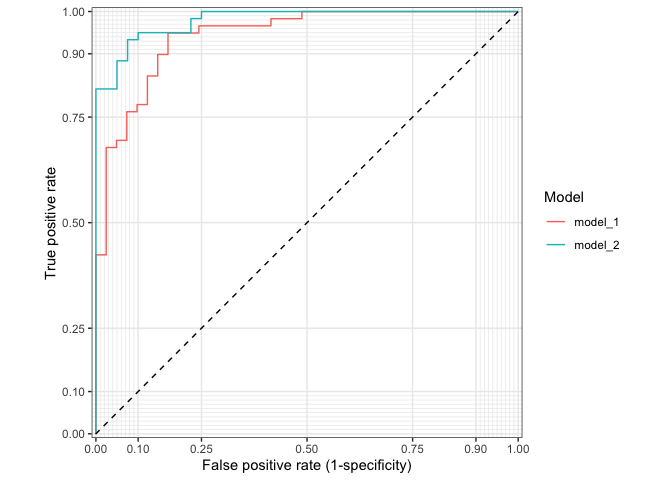 1.00
0.90
0.75
0.50
0.25
0.10
0.00
True positive rate
0.00 0.10 0.25 0.50 0.75 0.90 1.00
False positive rate (1-specificity)
Model
model_1
model_2